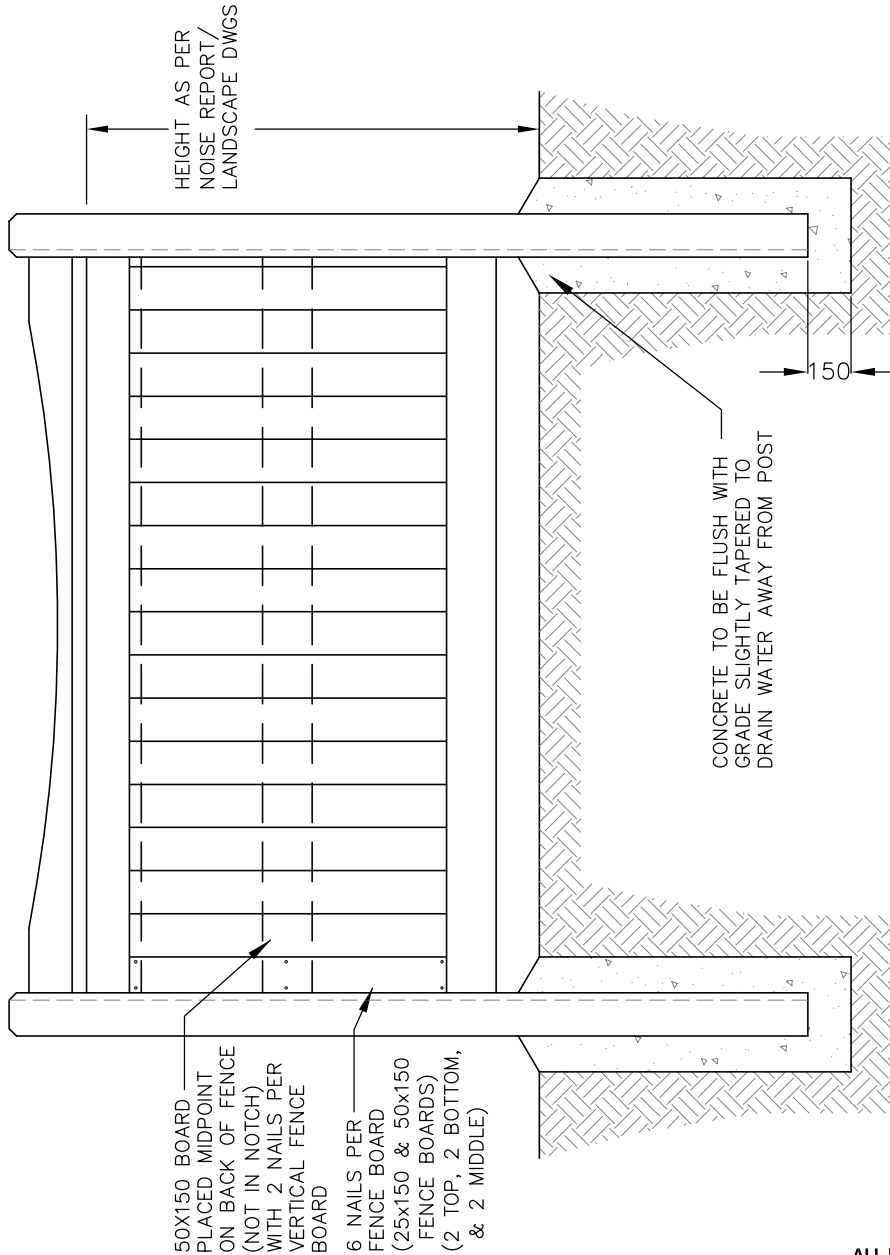 HEIGHT AS PER
NOISE REPORT/
LANDSCAPE DWGS
50X150 BOARD
PLACED MIDPOINT
ON BACK OF FENCE
(NOT IN NOTCH)
WITH 2 NAILS PER
VERTICAL FENCE
BOARD
6 NAILS PER
FENCE BOARD
(25x150 & 50x150
FENCE BOARDS)
(2 TOP, 2 BOTTOM,
& 2 MIDDLE)
CONCRETE TO BE FLUSH WITH
GRADE SLIGHTLY TAPERED TO
DRAIN WATER AWAY FROM POST
150